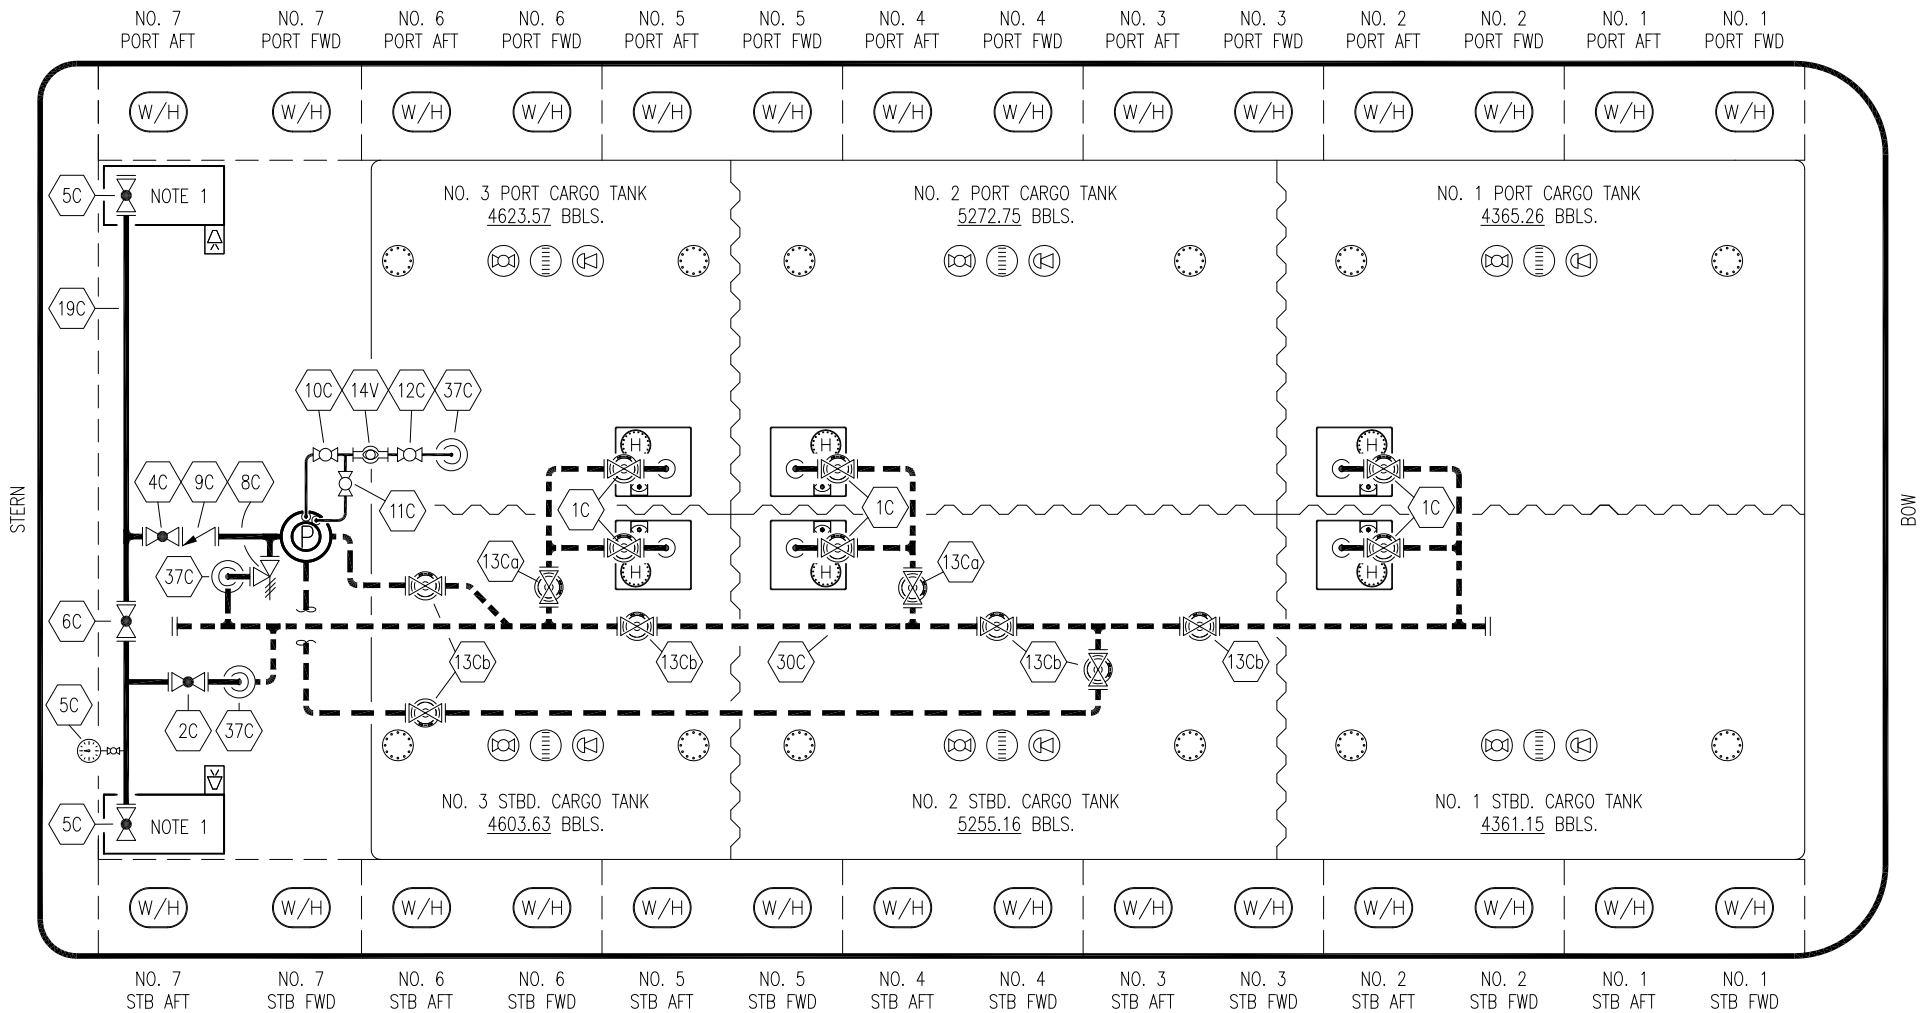 NO. 7 NO. 7 NO. 6 NO. 6 NO. 5 NO. 5 NO. 4 NO. 4 NO. 3 NO. 3 NO. 2 NO. 2 NO. 1 NO. 1
PORT AFT PORT FWD PORT AFT PORT FWD PORT AFT PORT FWD PORT AFT PORT FWD PORT AFT PORT FWD PORT AFT PORT FWD PORT AFT PORT FWD
W/H W/H W/H W/H W/H W/H W/H W/H W/H W/H W/H W/H W/H W/H
5C NOTE 1
NO. 3 PORT CARGO TANK
4623.57 BBLS.
NO. 2 PORT CARGO TANK
5272.75 BBLS.
NO. 1 PORT CARGO TANK
4365.26 BBLS.
19C
10C 14V 12C 37C
H H H
4C 9C 8C
11C 1C 1C 1C
STERN
BOW
P
13Ca 13Ca
37C
H H H
6C
13Cb 13Cb 30C 13Cb 13Cb
5C
2C 37C
NO. 3 STBD. CARGO TANK
4603.63 BBLS.
NO. 2 STBD. CARGO TANK
5255.16 BBLS.
NO. 1 STBD. CARGO TANK
4361.15 BBLS.
5C NOTE 1
W/H W/H W/H W/H W/H W/H W/H W/H W/H W/H W/H W/H W/H W/H
NO. 7 NO. 7 NO. 6 NO. 6 NO. 5 NO. 5 NO. 4 NO. 4 NO. 3 NO. 3 NO. 2 NO. 2 NO. 1 NO. 1
STB AFT STB FWD STB AFT STB FWD STB AFT STB FWD STB AFT STB FWD STB AFT STB FWD STB AFT STB FWD STB AFT STB FWD